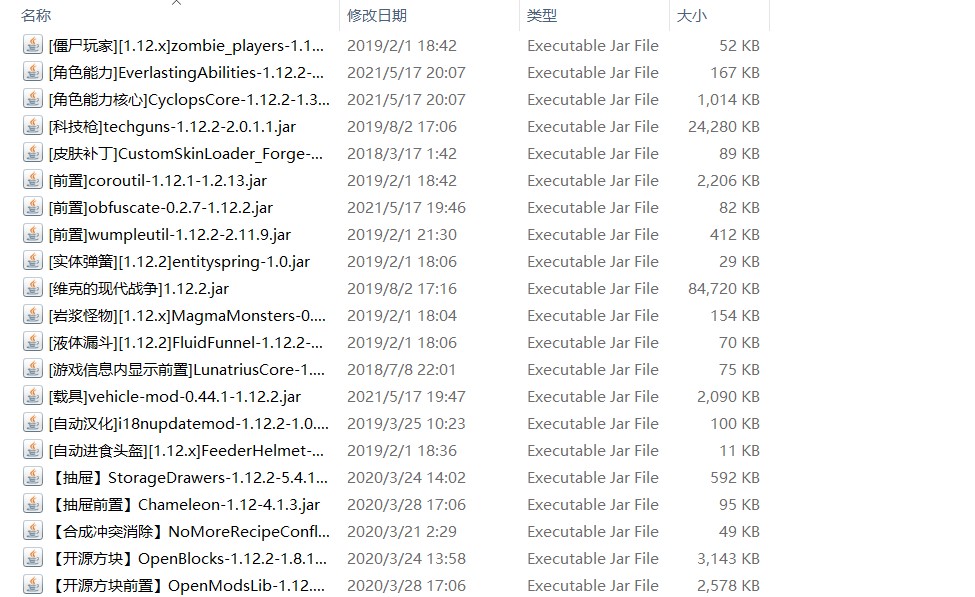 名称 修改日期 类型 大小
[僵尸玩家][1.12.x]zombie_players-1.1... 2019/2/1 18:42 Executable Jar File 52 KB
[角色能力]EverlastingAbilities-1.12.2-... 2021/5/17 20:07 Executable Jar File 167 KB
[角色能力核心]CyclopsCore-1.12.2-1.3... 2021/5/17 20:07 Executable Jar File 1,014 KB
[科技枪]techguns-1.12.2-2.0.1.1.jar 2019/8/2 17:06 Executable Jar File 24,280 KB
[皮肤补丁]CustomSkinLoader_Forge-... 2018/3/17 1:42 Executable Jar File 89 KB
[前置]coroutil-1.12.1-1.2.13.jar 2019/2/1 18:42 Executable Jar File 2,206 KB
[前置]obfuscate-0.2.7-1.12.2.jar 2021/5/17 19:46 Executable Jar File 82 KB
[前置]wumpleutil-1.12.2-2.11.9.jar 2019/2/1 21:30 Executable Jar File 412 KB
[实体弹簧][1.12.2]entityspring-1.0.jar 2019/2/1 18:06 Executable Jar File 29 KB
[维克的现代战争]1.12.2.jar 2019/8/2 17:16 Executable Jar File 84,720 KB
[岩浆怪物][1.12.x]MagmaMonsters-0.... 2019/2/1 18:04 Executable Jar File 154 KB
[液体漏斗][1.12.2]FluidFunnel-1.12.2-... 2019/2/1 18:06 Executable Jar File 70 KB
[游戏信息内显示前置]LunatriusCore-1.... 2018/7/8 22:01 Executable Jar File 75 KB
[载具]vehicle-mod-0.44.1-1.12.2.jar 2021/5/17 19:47 Executable Jar File 2,090 KB
[自动汉化]i18nupdatemod-1.12.2-1.0.... 2019/3/25 10:23 Executable Jar File 100 KB
[自动进食头盔][1.12.x]FeederHelmet-... 2019/2/1 18:36 Executable Jar File 11 KB
【抽屉】StorageDrawers-1.12.2-5.4.1... 2020/3/24 14:02 Executable Jar File 592 KB
【抽屉前置】Chameleon-1.12-4.1.3.jar 2020/3/28 17:06 Executable Jar File 95 KB
【合成冲突消除】NoMoreRecipeConfl... 2020/3/21 2:29 Executable Jar File 49 KB
【开源方块】OpenBlocks-1.12.2-1.8.1... 2020/3/24 13:58 Executable Jar File 3,143 KB
【开源方块前置】OpenModsLib-1.12.... 2020/3/28 17:06 Executable Jar File 2,578 KB